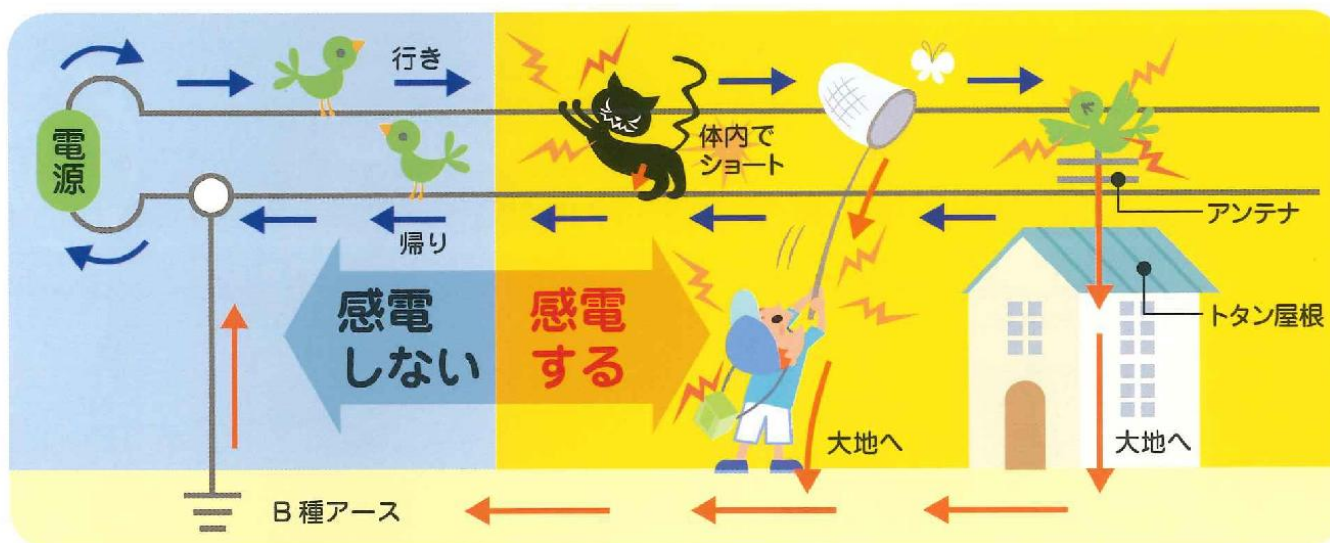 電源
行き
帰り
感電
しない
感電
する
体内で
ショート
アンテナ
トタン屋根
大地へ
大地へ
B種アース